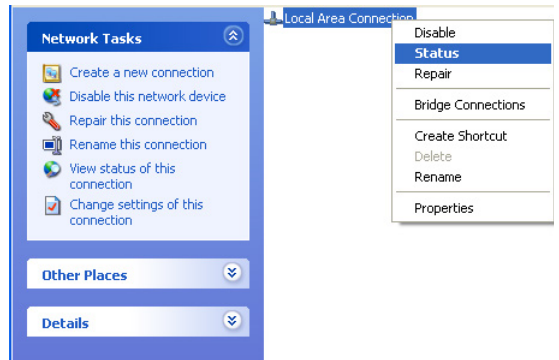 Network Tasks
Create a new connection
Disable this network device
Repair this connection
Rename this connection
View status of this
connection
Change settings of this
connection
Other Places
Details
Local Area Connection
Disable
Status
Repair
Bridge Connections
Create Shortcut
Delete
Rename
Properties